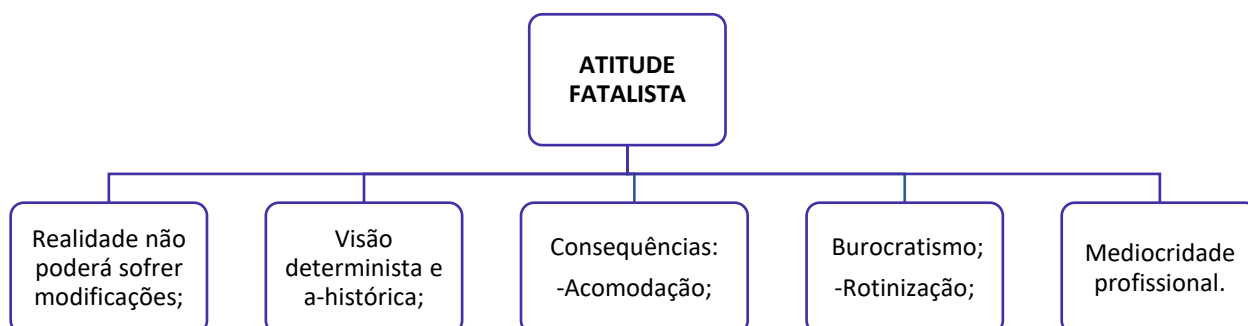 ATITUDE
FATALISTA
Realidade não
poderá sofrer
modificações;
Visão
determinista e
a-histórica;
Consequências:
-Acomodação;
Burocratismo;
-Rotinização;
Mediocridade
profissional.